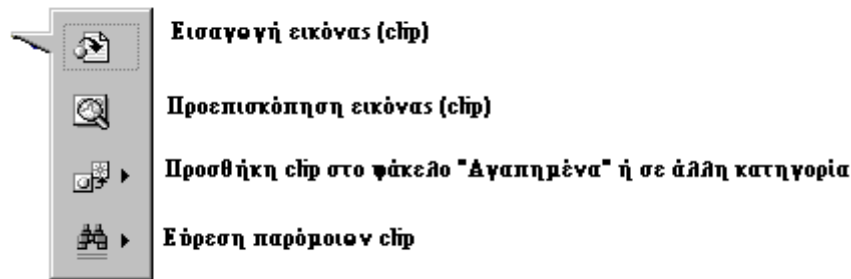 Εισαγωγή εικόνας (clip)
Προεπισκόπηση εικόνας (clip)
Προσθήκη clip στο φάκελο "Αγαπημένα" ή σε άλλη κατηγορία
Εύρεση παρόμοιων clip